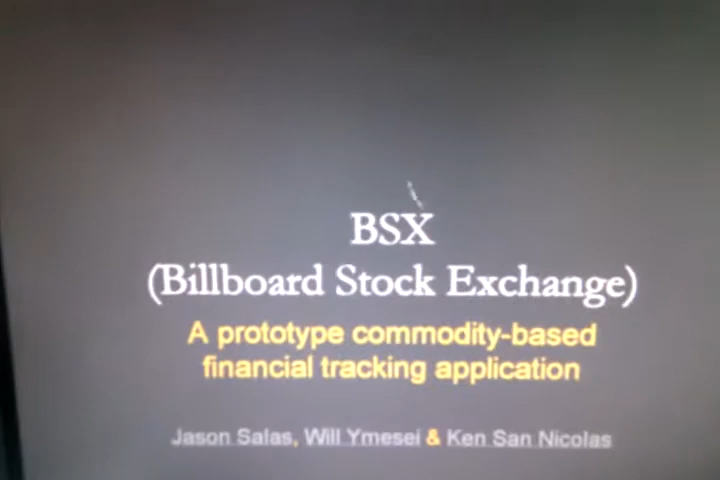 BSX
(Billboard Stock Exchange)
A prototype commodity-based
financial tracking application
Jason Salas, Will Ymesei & Ken San Nicolas